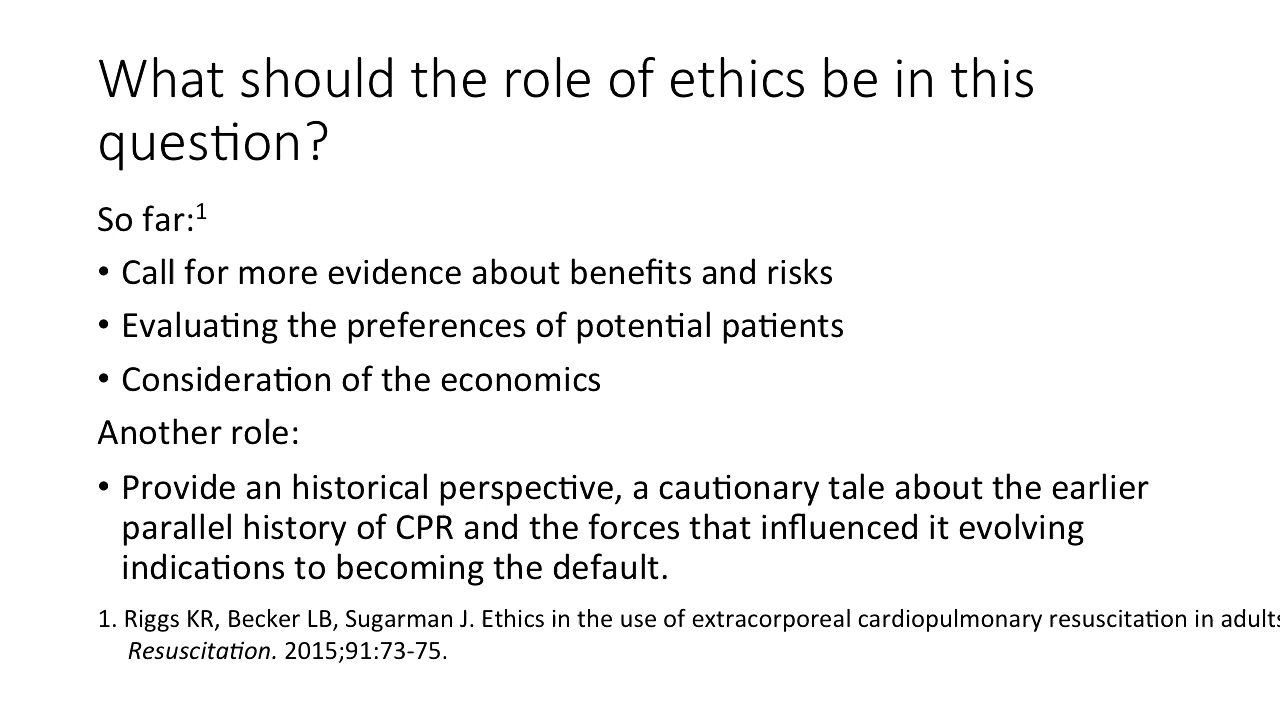 What should the role of ethics be in this
question?
So far:1
• Call for more evidence about benefits and risks
• Evaluating the preferences of potential patients
• Consideration of the economics
Another role:
• Provide an historical perspective, a cautionary tale about the earlier
parallel history of CPR and the forces that influenced it evolving
indications to becoming the default.
1. Riggs KR, Becker LB, Sugarman J. Ethics in the use of extracorporeal cardiopulmonary resuscitation in adults
Resuscitation. 2015;91:73-75.